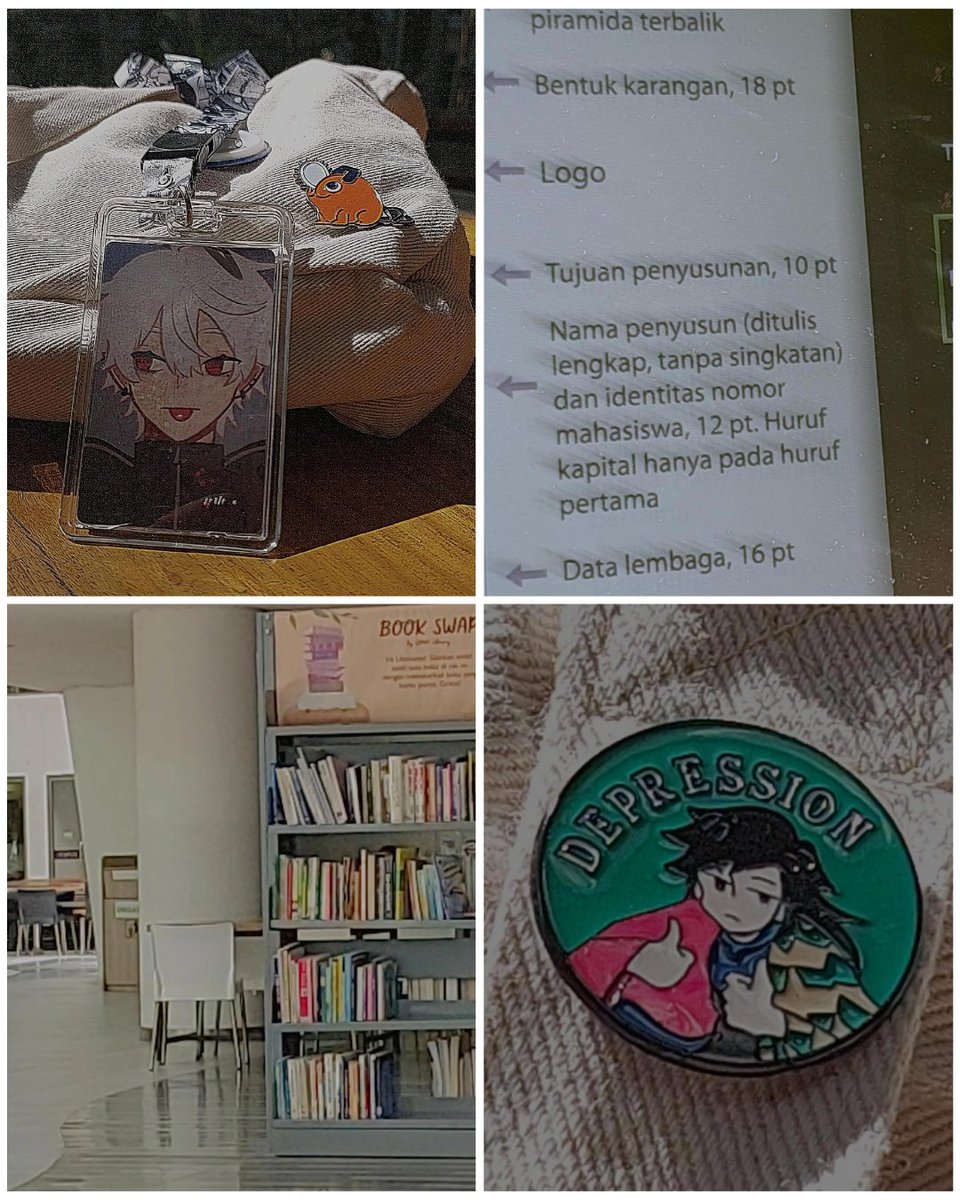 piramida terbalik
Bentuk karangan, 18 pt
Logo
Tujuan penyusunan, 10 pt
Nama penyusun (ditulis
lengkap, tanpa singkatan)
dan identitas nomor
mahasiswa, 12 pt. Huruf
kapital hanya pada huruf
pertama
Data lembaga, 16 pt
BOOK SWAP
DEPRESSION